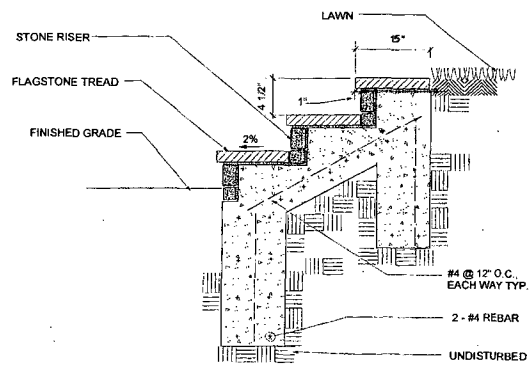 LAWN
15"
STONE RISER
4 1/2"
1"
FLAGSTONE TREAD
2%
FINISHED GRADE
#4 @ 12" O.C.,
EACH WAY TYP.
2 - #4 REBAR
UNDISTURBED